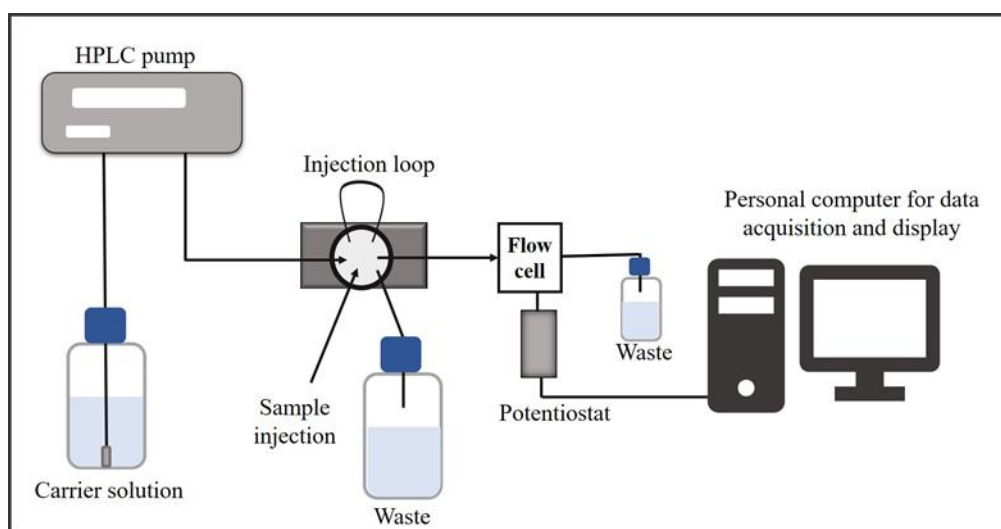 HPLC pump
Injection loop
Personal computer for data
acquisition and display
Flow
cell
Waste
Potentiostat
Sample
injection
Carrier solution
Waste